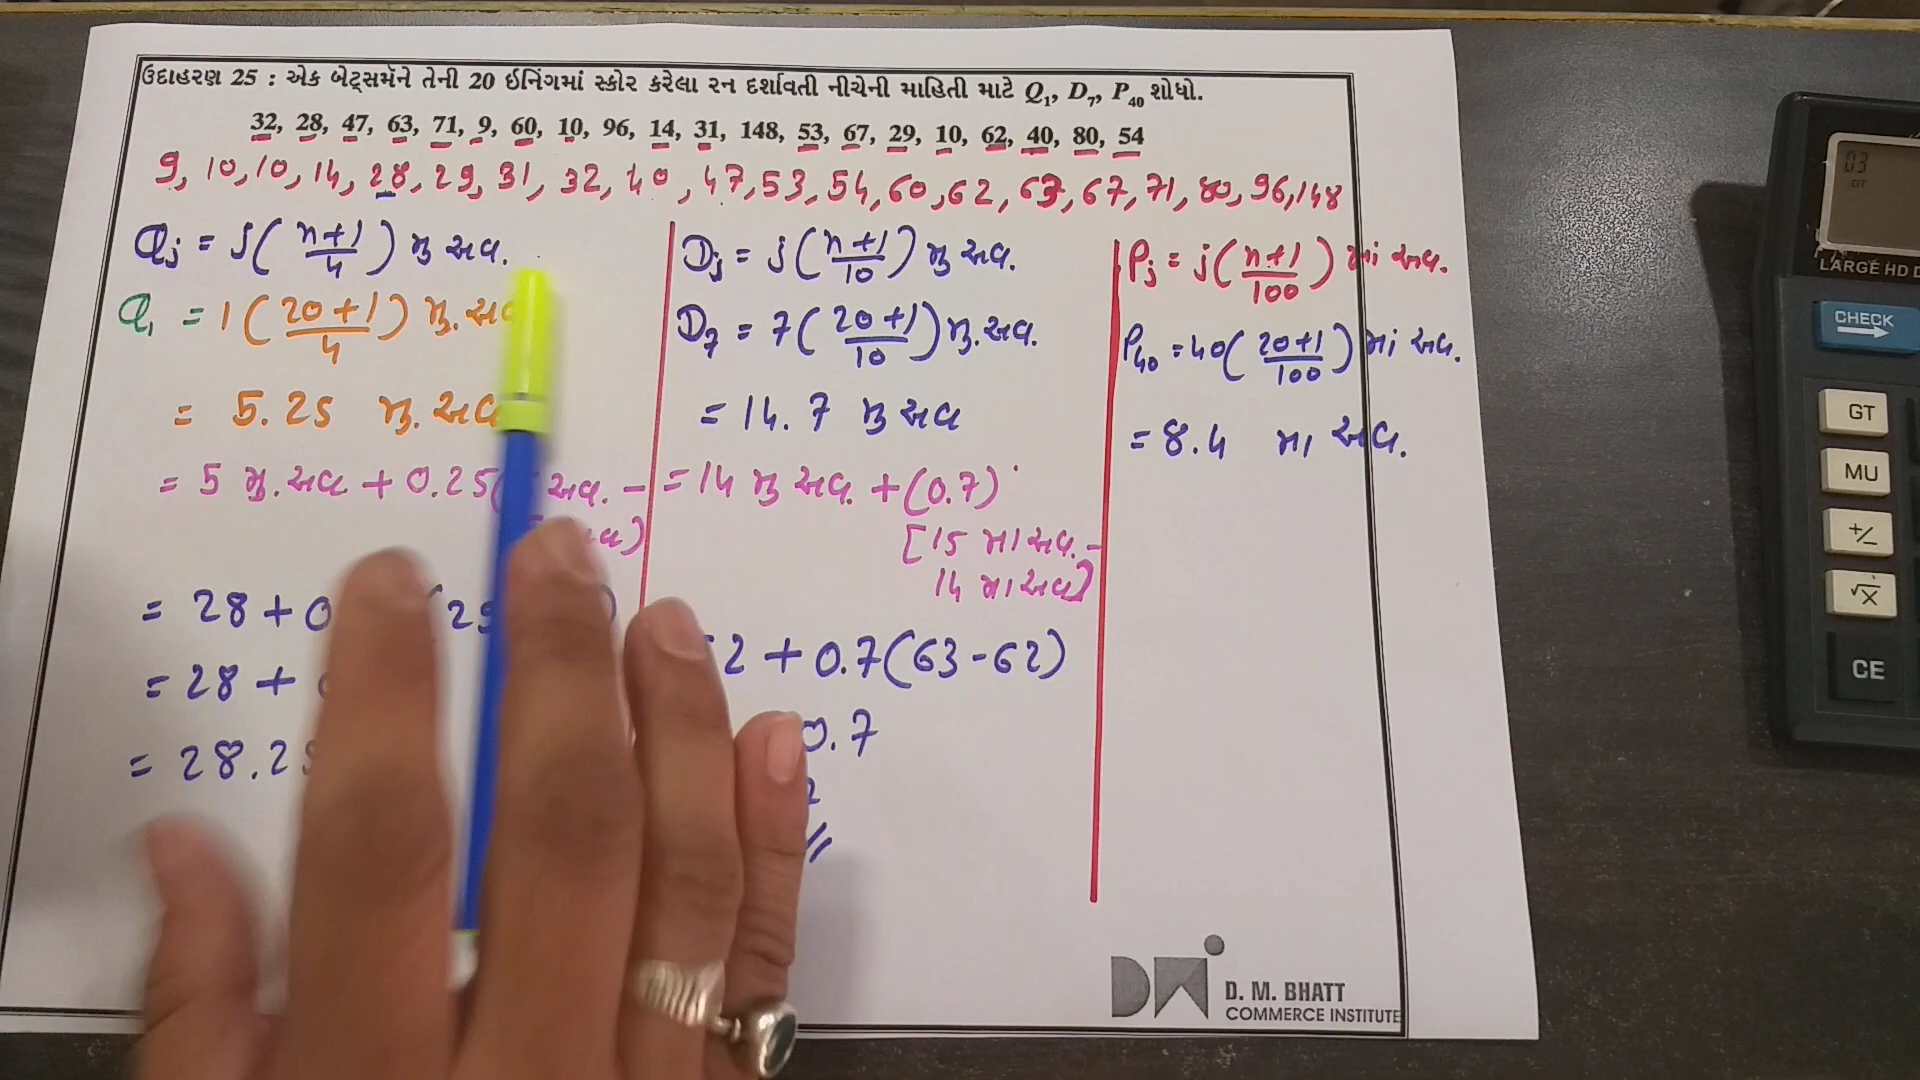 ઉદાહરણ 25 : એક બેટ્સમૅને તેની 20 ઈનિંગમાં સ્કોર કરેલા રન દર્શાવતી નીચેની માહિતી માટે Q₁, D₇, P₄₀ શોધો.
32, 28, 47, 63, 71, 9, 60, 10, 96, 14, 31, 148, 53, 67, 29, 10, 62, 40, 80, 54
9, 10, 10, 14, 28, 29, 31, 32, 40, 47, 53, 54, 60, 62, 63, 67, 71, 80, 96, 148
Qj = j(n+1/4) મુ અવ.
Q₁ = 1(20+1/4) મુ. અવ
= 5.25 મુ. અવ
= 5 મુ. અવ + 0.25( અવ. -
= 28 + 0
= 28 +
= 28.25
Dj = j(n+1/10) મુ અવ.
D₇ = 7(20+1/10) મુ. અવ.
= 14.7 મુ અવ
= 14 મુ અવ. + (0.7)
[15 મા અવ. -
14 મા અવ]
2 + 0.7(63-62)
0.7
2
Pj = j(n+1/100) માં અવ.
P₄₀ = 40(20+1/100) માં અવ.
= 8.4 મા અવ.
D. M. BHATT
COMMERCE INSTITUTE
LARGE HD D
GT
CHECK
GT
MU
+/-
√X
CE